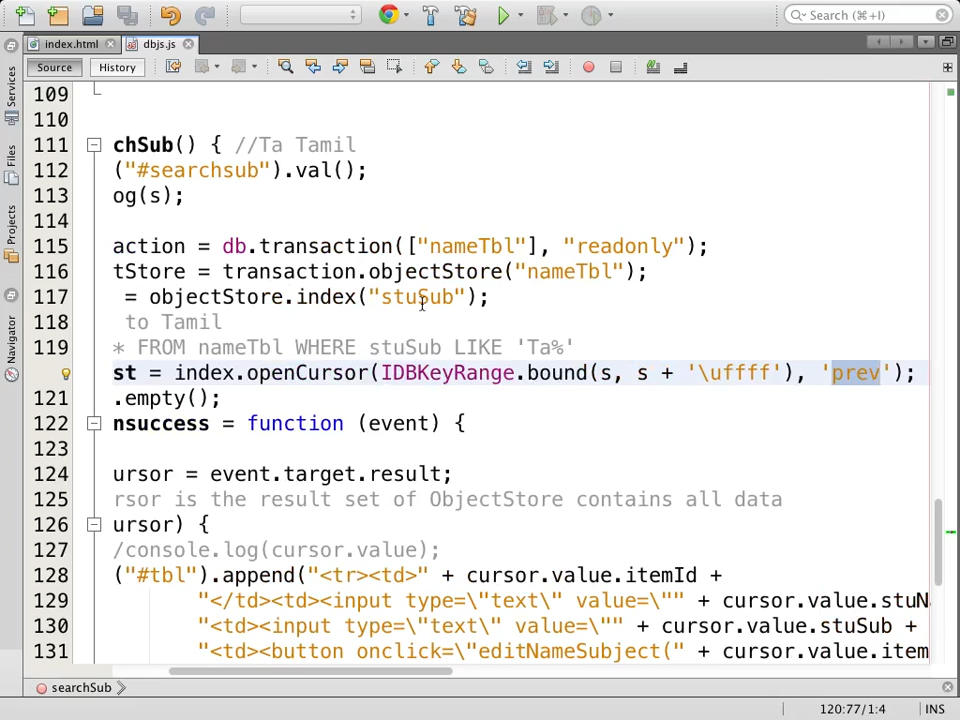 Search (⌘+I)
index.html
dbjs.js
Source
History
Services
Files
Projects
Navigator
109
110
111 chSub() { //Ta Tamil
112 ("#searchsub").val();
113 og(s);
114
115 action = db.transaction(["nameTbl"], "readonly");
116 tStore = transaction.objectStore("nameTbl");
117 = objectStore.index("stuSub");
118 to Tamil
119 * FROM nameTbl WHERE stuSub LIKE 'Ta%'
st = index.openCursor(IDBKeyRange.bound(s, s + '\uffff'), 'prev');
121 .empty();
122 nsuccess = function (event) {
123
124 ursor = event.target.result;
125 rsor is the result set of ObjectStore contains all data
126 ursor) {
127 /console.log(cursor.value);
128 ("#tbl").append("<tr><td>" + cursor.value.itemId +
129 "</td><td><input type=\"text\" value=\"" + cursor.value.stuN
130 "<td><input type=\"text\" value=\"" + cursor.value.stuSub +
131 "<td><button onclick=\"editNameSubject(" + cursor.value.item
searchSub
120:77/1:4
INS